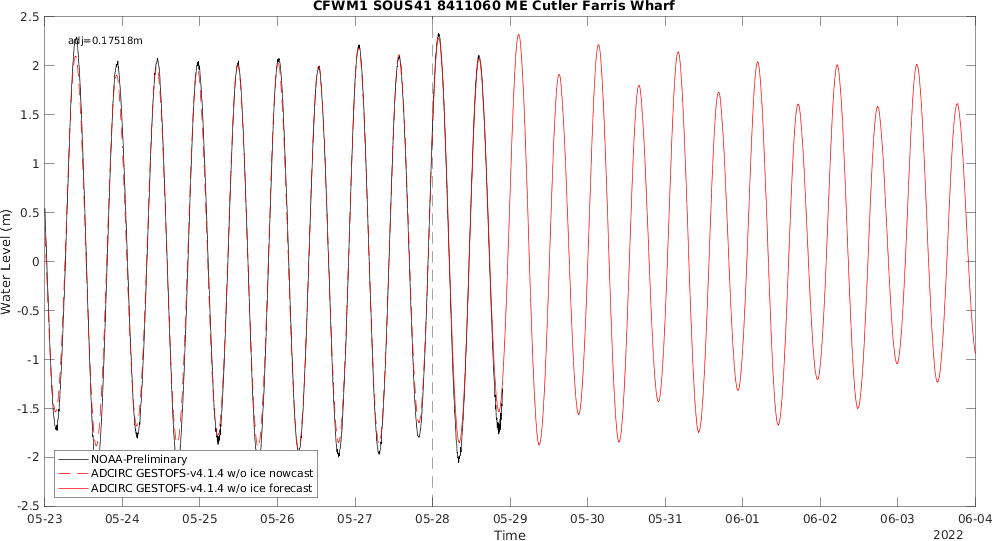 CFWM1 SOUS41 8411060 ME Cutler Farris Wharf
adj=0.17518m
2.5
2
1.5
1
0.5
0
-0.5
-1
-1.5
-2
-2.5
Water Level (m)
NOAA-Preliminary
ADCIRC GESTOFS-v4.1.4 w/o ice nowcast
ADCIRC GESTOFS-v4.1.4 w/o ice forecast
05-23 05-24 05-25 05-26 05-27 05-28 05-29 05-30 05-31 06-01 06-02 06-03 06-04
Time
2022